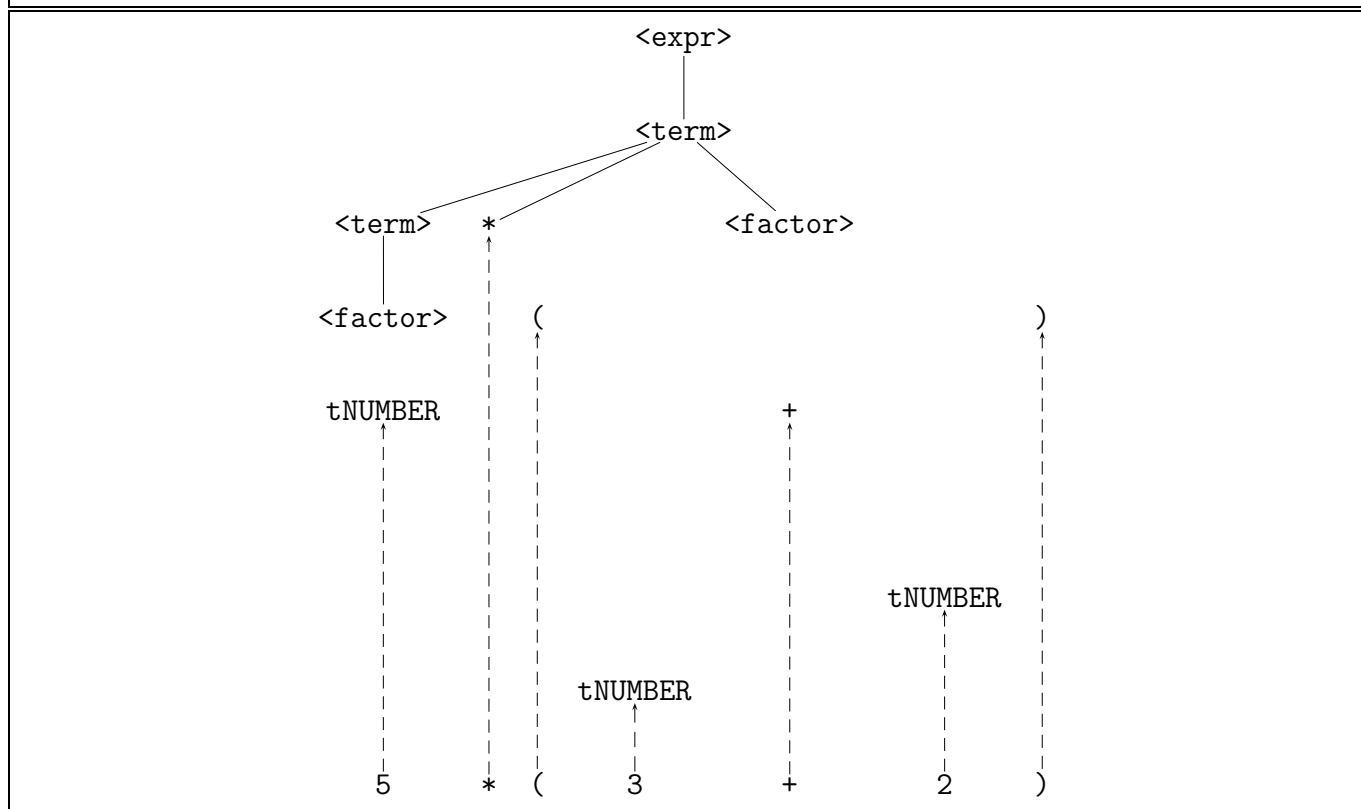 <expr>
<term>
<term> * <factor>
<factor> ( )
tNUMBER +
tNUMBER
tNUMBER
5 * ( 3 + 2 )